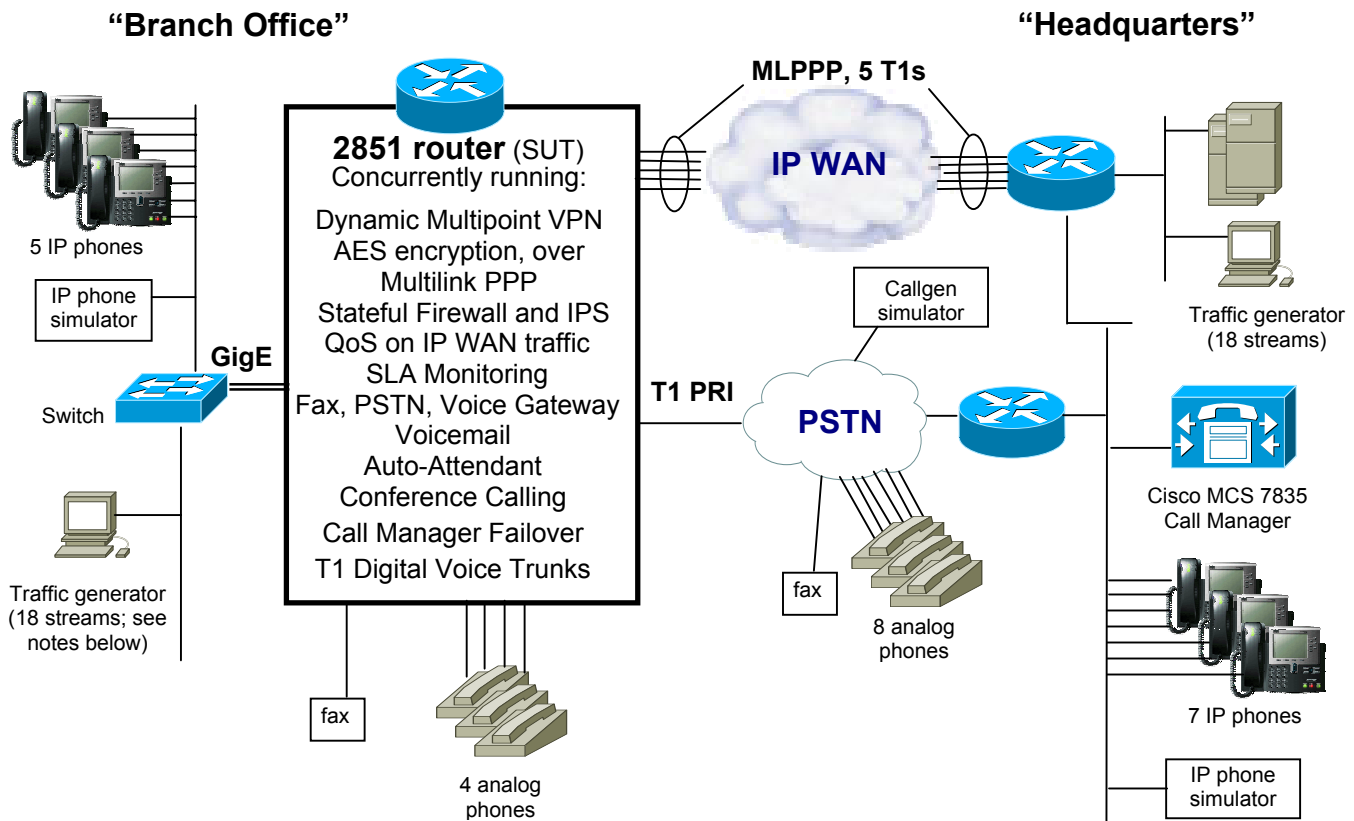 “Branch Office”
“Headquarters”
MLPPP, 5 T1s
2851 router (SUT)
Concurrently running:
Dynamic Multipoint VPN
AES encryption, over
Multilink PPP
Stateful Firewall and IPS
QoS on IP WAN traffic
SLA Monitoring
Fax, PSTN, Voice Gateway
Voicemail
Auto-Attendant
Conference Calling
Call Manager Failover
T1 Digital Voice Trunks
5 IP phones
IP phone
simulator
GigE
Switch
Traffic generator
(18 streams; see
notes below)
fax
4 analog
phones
IP WAN
Callgen
simulator
T1 PRI
PSTN
fax
8 analog
phones
Traffic generator
(18 streams)
Cisco MCS 7835
Call Manager
7 IP phones
IP phone
simulator